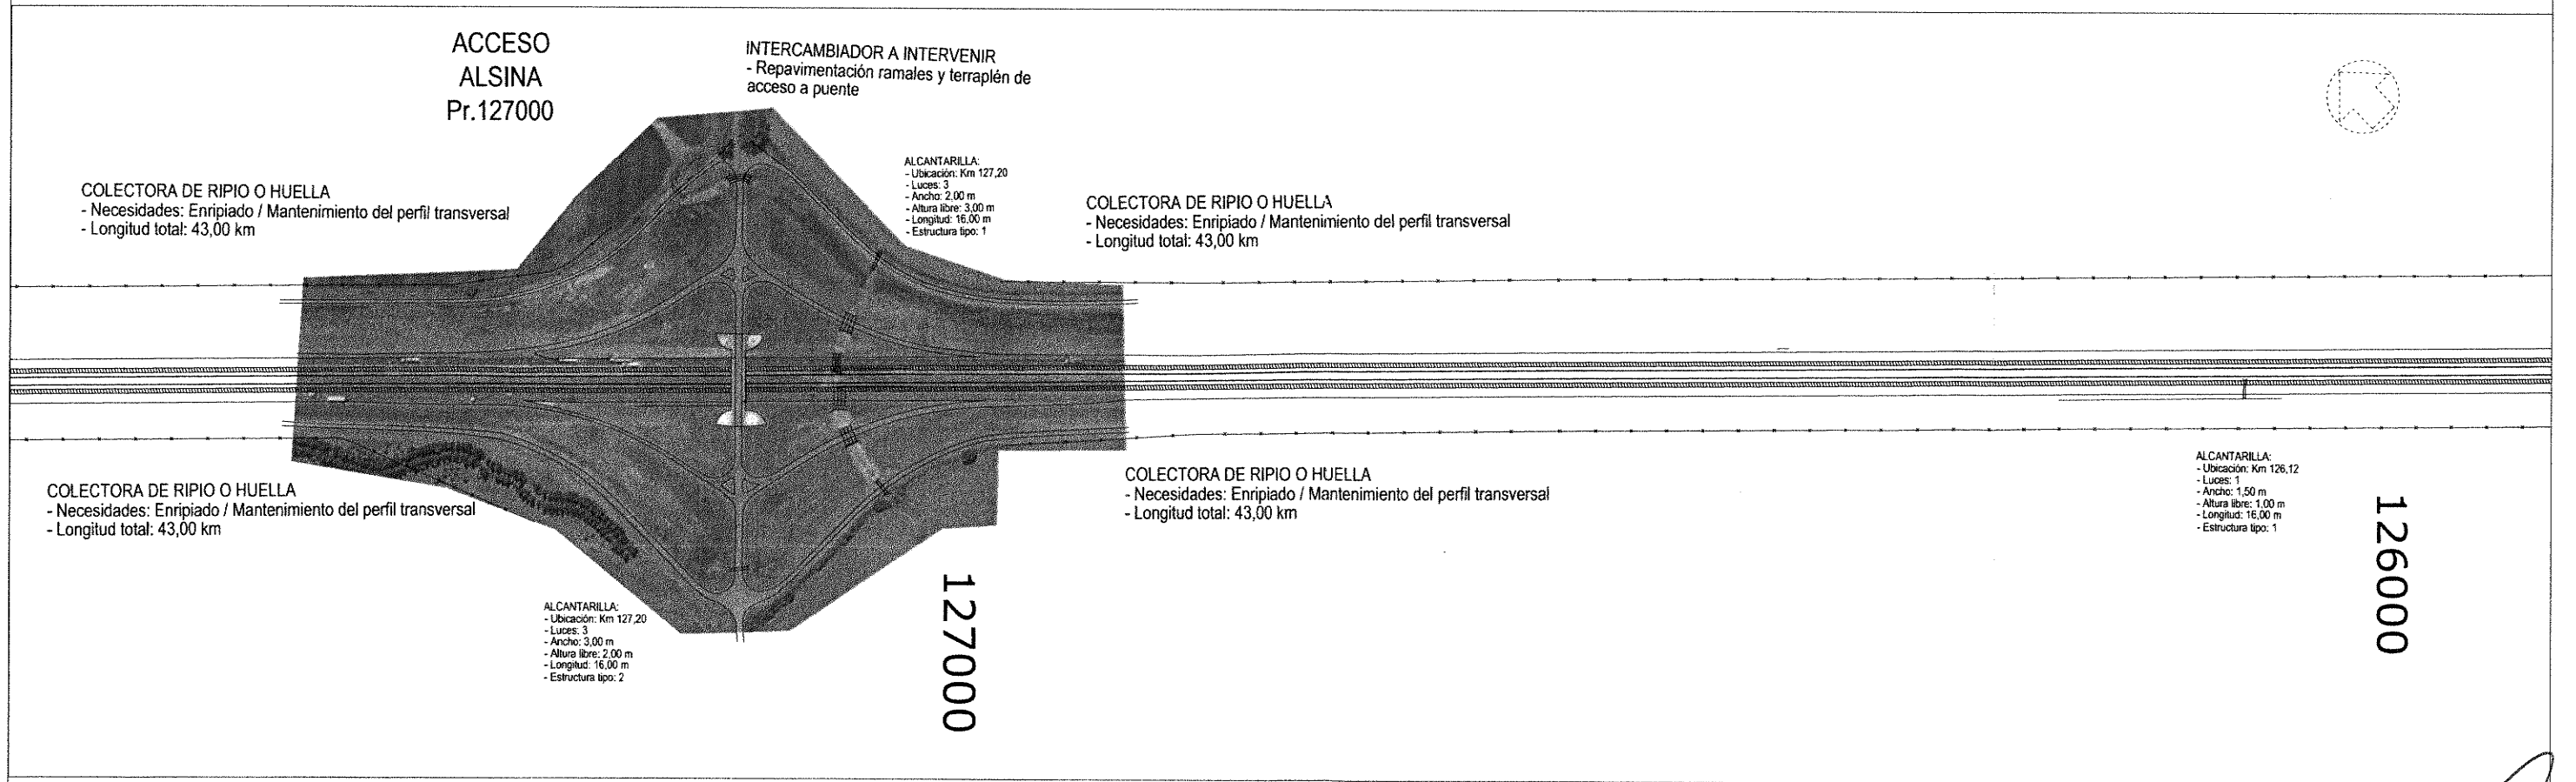 ACCESO
ALSINA
Pr.127000
INTERCAMBIADOR A INTERVENIR
- Repavimentación ramales y terraplén de
acceso a puente
COLECTORA DE RIPIO O HUELLA
- Necesidades: Enripiado / Mantenimiento del perfil transversal
- Longitud total: 43,00 km
ALCANTARILLA:
- Ubicación: Km 127,20
- Luces: 3
- Ancho: 2,00 m
- Altura libre: 3,00 m
- Longitud: 16,00 m
- Estructura tipo: 1
COLECTORA DE RIPIO O HUELLA
- Necesidades: Enripiado / Mantenimiento del perfil transversal
- Longitud total: 43,00 km
COLECTORA DE RIPIO O HUELLA
- Necesidades: Enripiado / Mantenimiento del perfil transversal
- Longitud total: 43,00 km
COLECTORA DE RIPIO O HUELLA
- Necesidades: Enripiado / Mantenimiento del perfil transversal
- Longitud total: 43,00 km
ALCANTARILLA:
- Ubicación: Km 126,12
- Luces: 1
- Ancho: 1,50 m
- Altura libre: 1,00 m
- Longitud: 16,00 m
- Estructura tipo: 1
ALCANTARILLA:
- Ubicación: Km 127,20
- Luces: 3
- Ancho: 3,00 m
- Altura libre: 2,00 m
- Longitud: 16,00 m
- Estructura tipo: 2
127000
126000